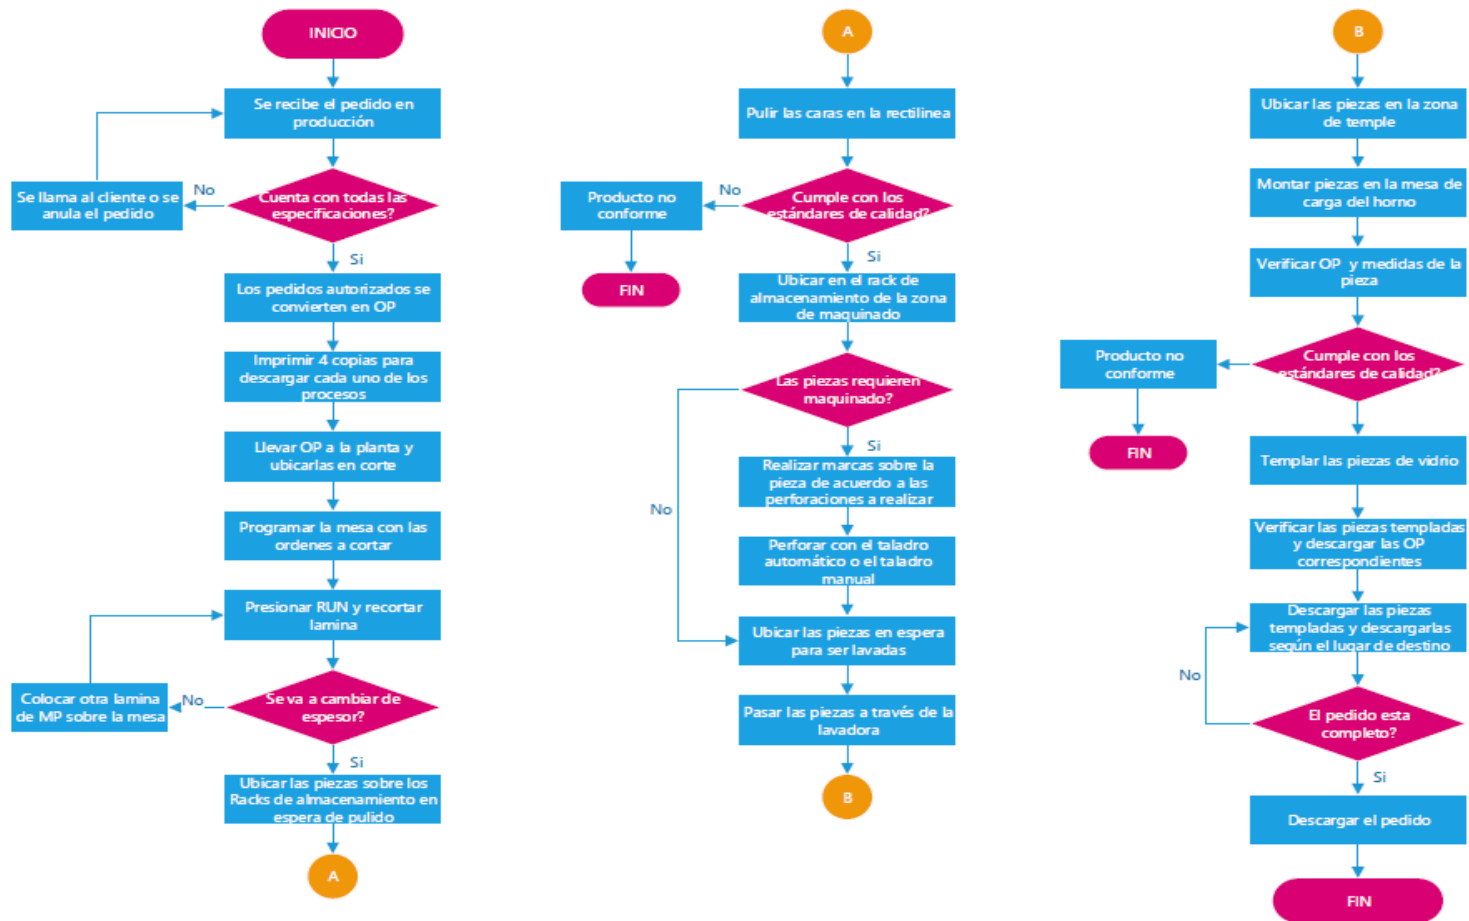 INICIO
Se recibe el pedido en
producción
Cuenta con todas las
especificaciones?
No
Se llama al cliente o se
anula el pedido
Si
Los pedidos autorizados se
convierten en OP
Imprimir 4 copias para
descargar cada uno de los
procesos
Llevar OP a la planta y
ubicarlas en corte
Programar la mesa con las
ordenes a cortar
Presionar RUN y recortar
lamina
Se va a cambiar de
espesor?
No
Colocar otra lamina
de MP sobre la mesa
Si
Ubicar las piezas sobre los
Racks de almacenamiento en
espera de pulido
A
A
Pulir las caras en la rectilinea
Cumple con los
estándares de calidad?
No
Producto no
conforme
FIN
Si
Ubicar en el rack de
almacenamiento de la zona
de maquinado
Las piezas requieren
maquinado?
No
Si
Realizar marcas sobre la
pieza de acuerdo a las
perforaciones a realizar
Perforar con el taladro
automático o el taladro
manual
Ubicar las piezas en espera
para ser lavadas
Pasar las piezas a través de la
lavadora
B
B
Ubicar las piezas en la zona
de temple
Montar piezas en la mesa de
carga del horno
Verificar OP y medidas de la
pieza
Cumple con los
estándares de calidad?
Producto no
conforme
FIN
Templar las piezas de vidrio
Verificar las piezas templadas
y descargar las OP
correspondientes
Descargar las piezas
templadas y descargarlas
según el lugar de destino
No
El pedido esta
completo?
Si
Descargar el pedido
FIN